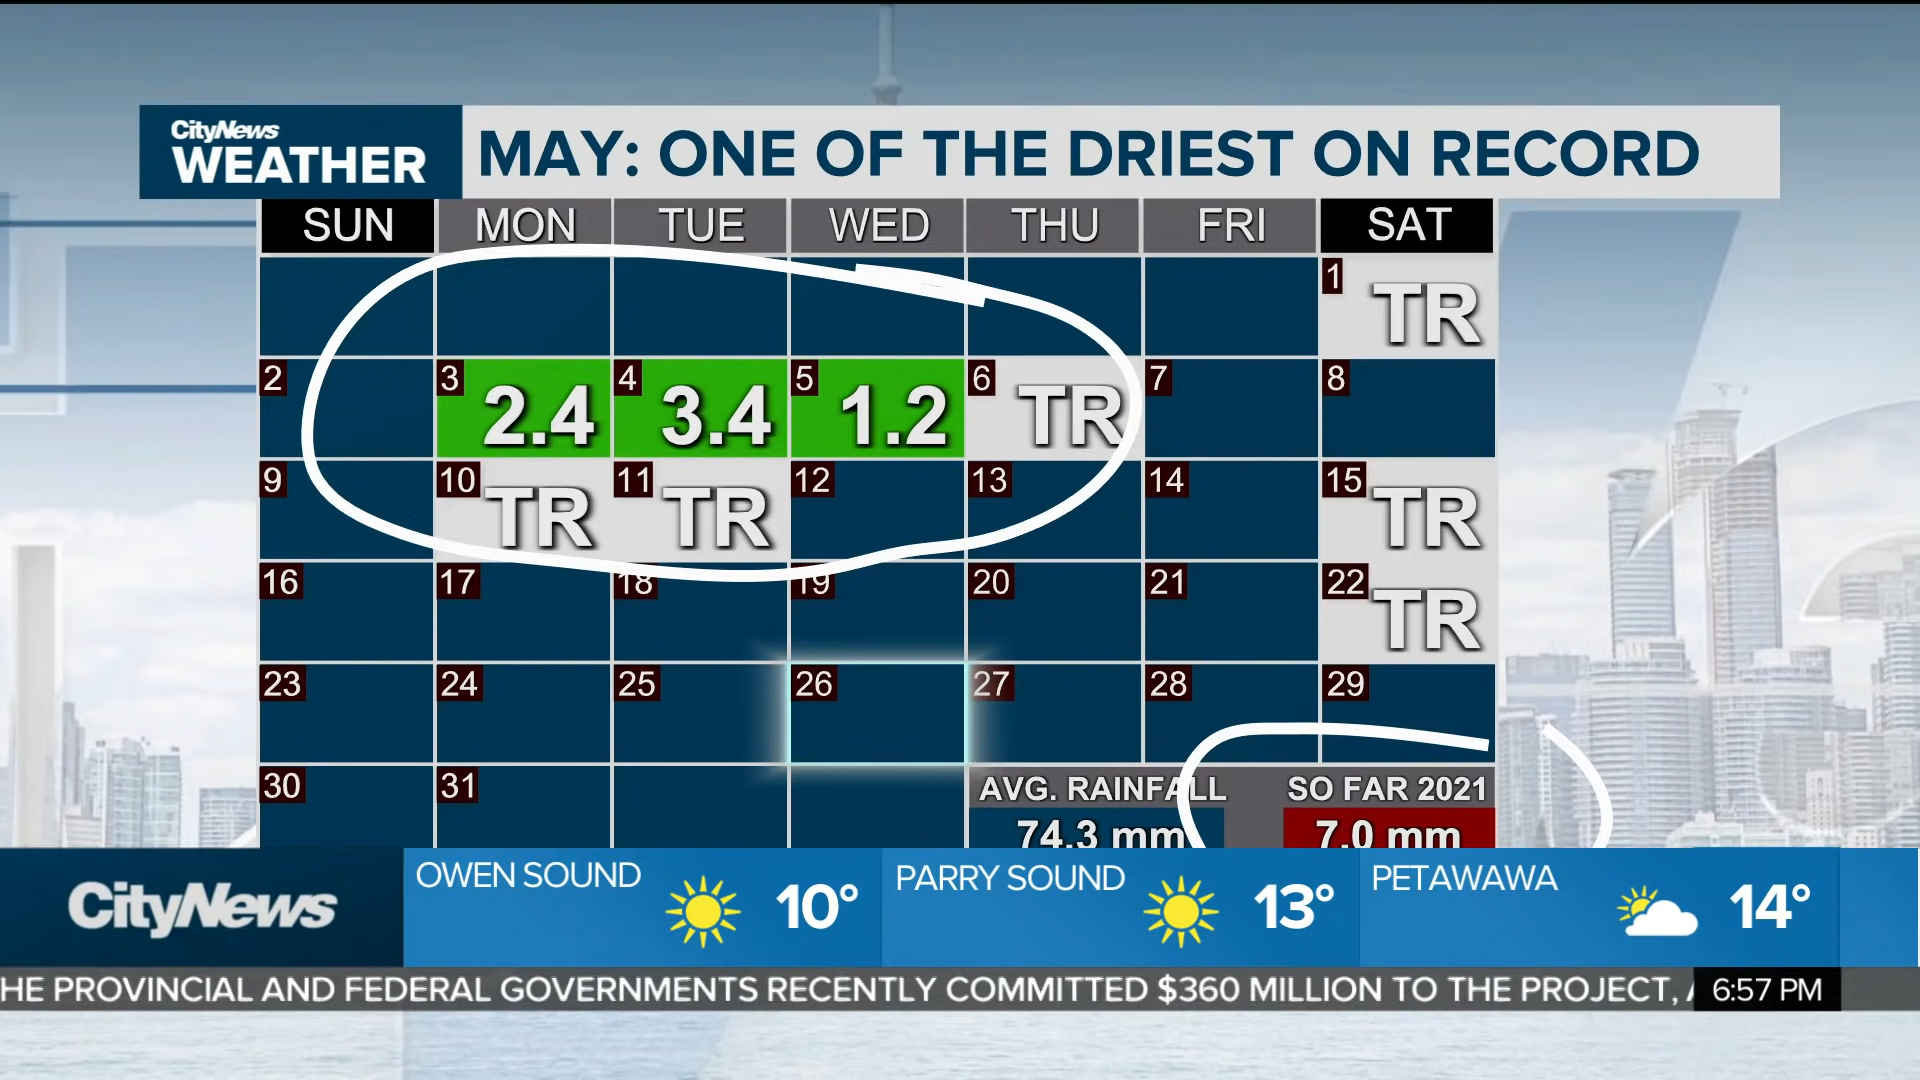 CityNews
WEATHER
MAY: ONE OF THE DRIEST ON RECORD
SUN MON TUE WED THU FRI SAT
1 TR
2 3 2.4 4 3.4 5 1.2 6 TR 7 8
9 10 TR 11 TR 12 13 14 15 TR
16 17 18 19 20 21 22 TR
23 24 25 26 27 28 29
30 31 AVG. RAINFALL SO FAR 2021
74.3 mm 7.0 mm
CityNews
OWEN SOUND 10° PARRY SOUND 13° PETAWAWA 14°
HE PROVINCIAL AND FEDERAL GOVERNMENTS RECENTLY COMMITTED $360 MILLION TO THE PROJECT, 6:57 PM